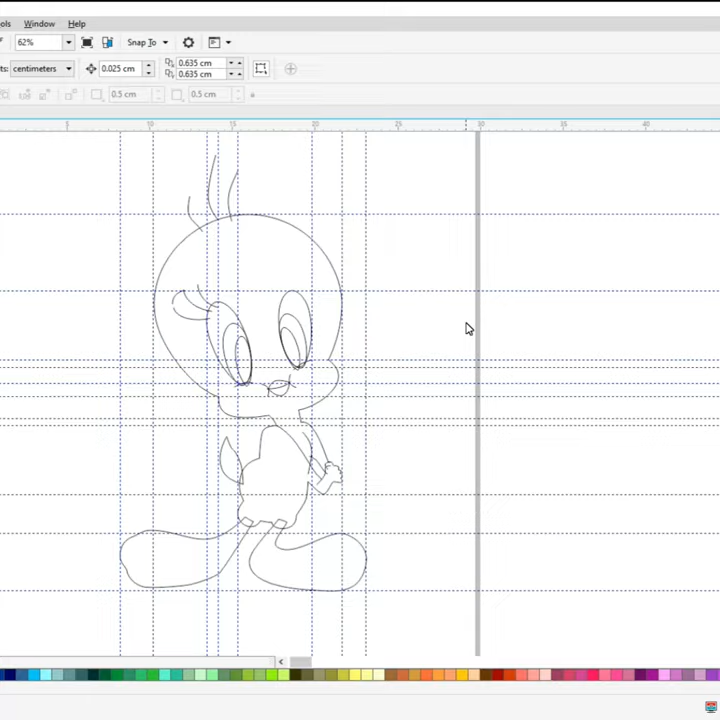 ols Window Help
62% Snap To
ts: centimeters 0.025 cm 0.635 cm
0.635 cm
0.5 cm 0.5 cm
5 10 15 20 25 30 35 40